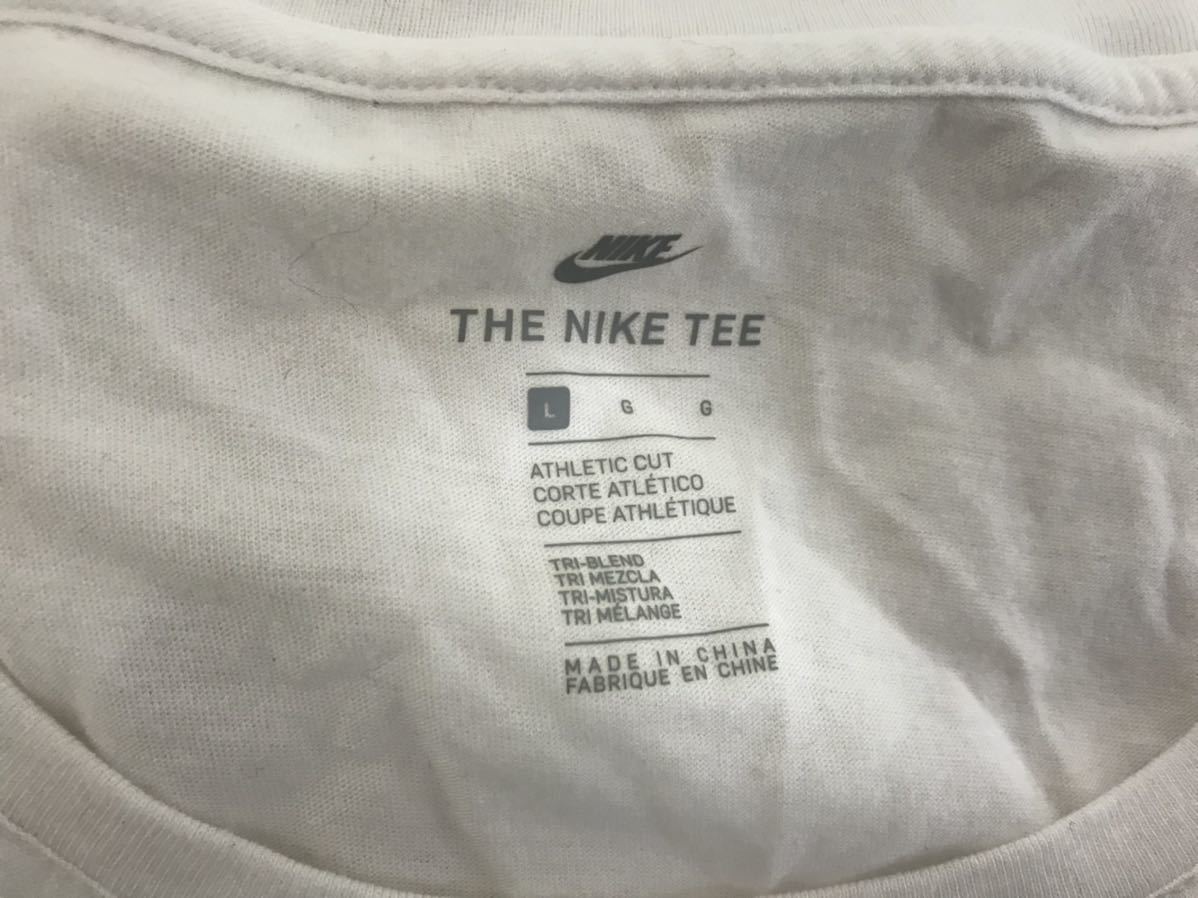 NIKE
THE NIKE TEE
L G G
ATHLETIC CUT
CORTE ATLÉTICO
COUPE ATHLÉTIQUE
TRI-BLEND
TRI MEZCLA
TRI-MISTURA
TRI MÉLANGE
MADE IN CHINA
FABRIQUE EN CHINE